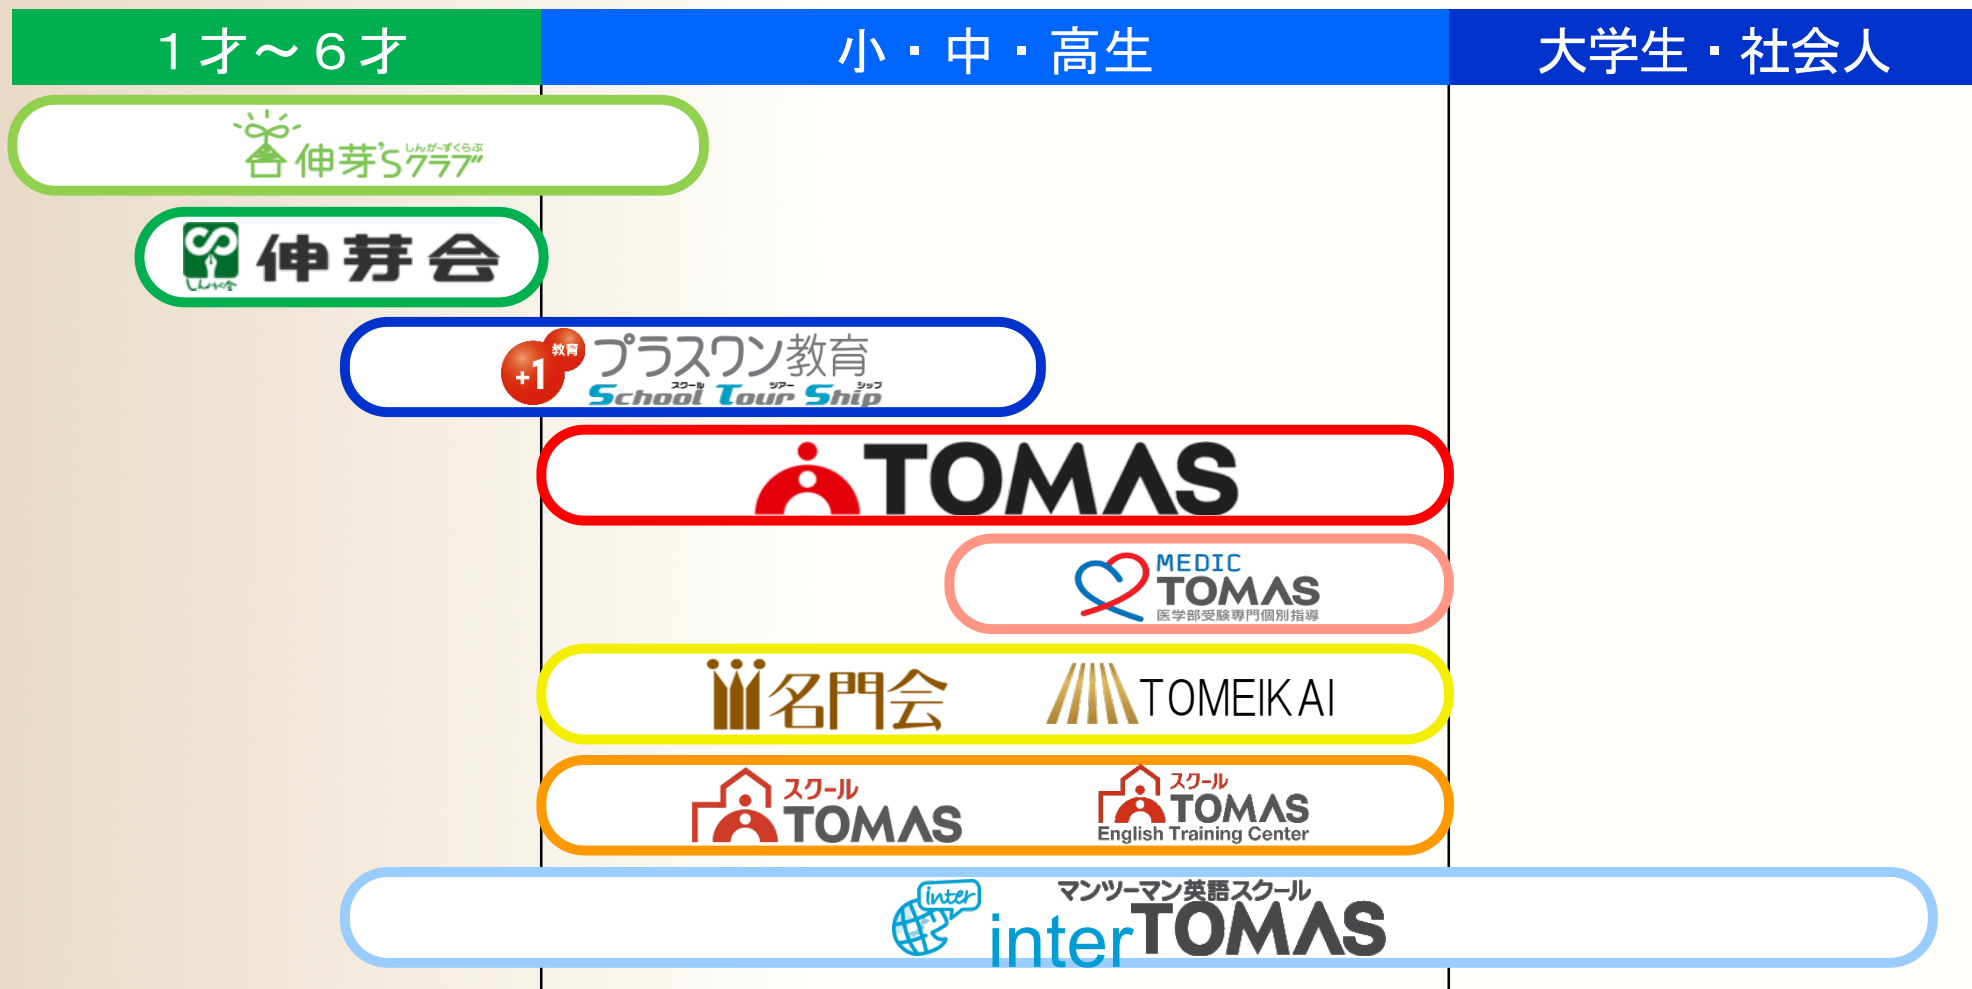 １才～６才
小・中・高生
大学生・社会人
しんが～ずくらぶ
伸芽'Sクラブ
しんが会
伸芽会
+1
教育
プラスワン教育
スクール ツアー シップ
School Tour Ship
TOMAS
MEDIC
TOMAS
医学部受験専門個別指導
名門会
TOMEIKAI
スクール
TOMAS
スクール
TOMAS
English Training Center
inter
マンツーマン英語スクール
interTOMAS